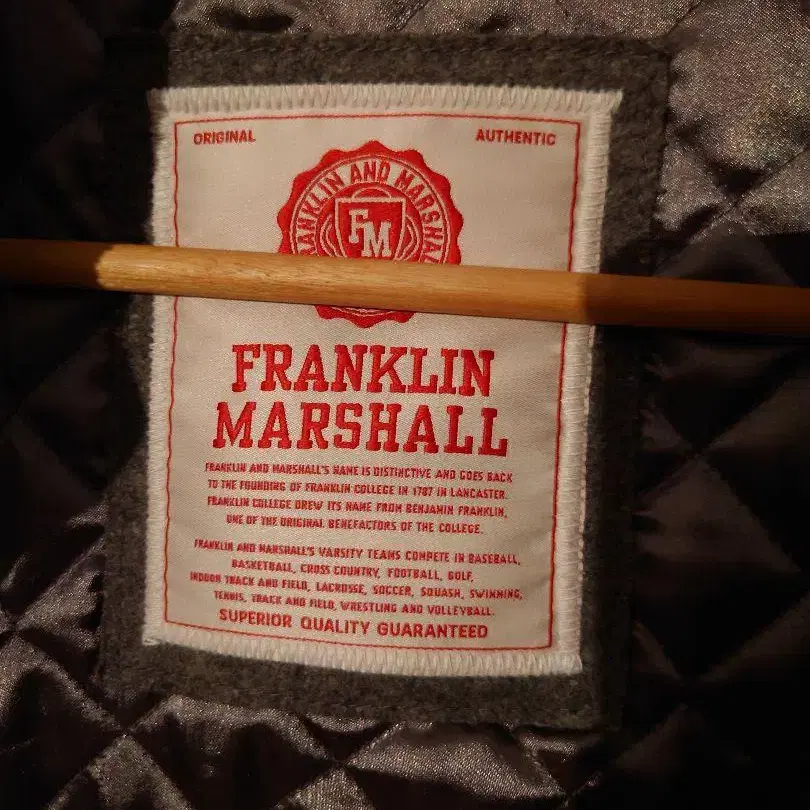 ORIGINAL
AUTHENTIC
FRANKLIN AND MARSHALL
FM
FRANKLIN
MARSHALL
FRANKLIN AND MARSHALL'S NAME IS DISTINCTIVE AND GOES BACK
TO THE FOUNDING OF FRANKLIN COLLEGE IN 1787 IN LANCASTER.
FRANKLIN COLLEGE DREW ITS NAME FROM BENJAMIN FRANKLIN,
ONE OF THE ORIGINAL BENEFACTORS OF THE COLLEGE.
FRANKLIN AND MARSHALL'S VARSITY TEAMS COMPETE IN BASEBALL,
BASKETBALL, CROSS COUNTRY, FOOTBALL, GOLF,
INDOOR TRACK AND FIELD, LACROSSE, SOCCER, SQUASH, SWIMMING,
TENNIS, TRACK AND FIELD, WRESTLING AND VOLLEYBALL.
SUPERIOR QUALITY GUARANTEED